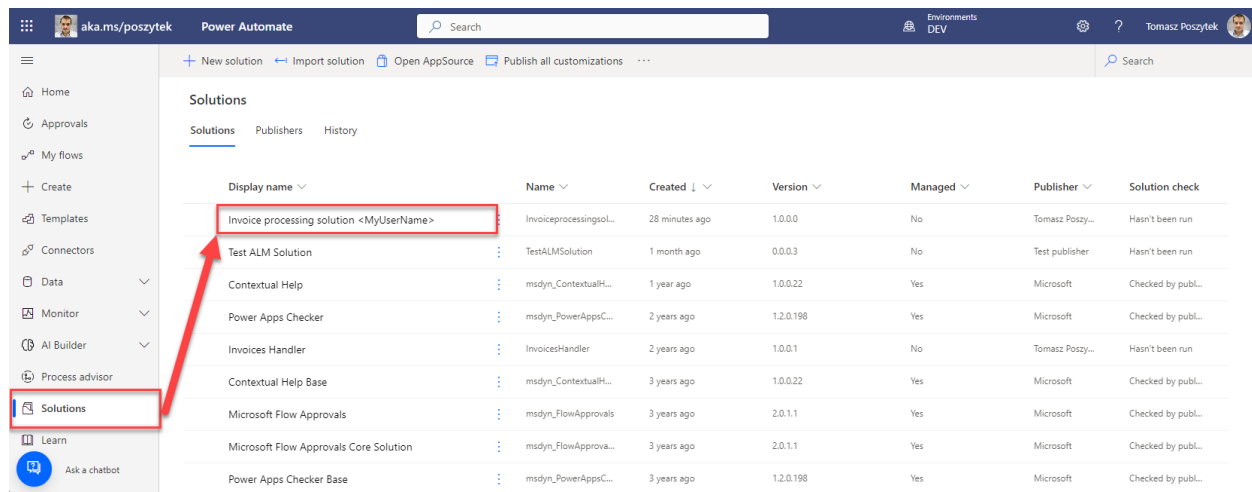 aka.ms/poszytek Power Automate Search Environments DEV ? Tomasz Poszytek
New solution Import solution Open AppSource Publish all customizations ··· Search
Home
Approvals
My flows
Create
Templates
Connectors
Data
Monitor
AI Builder
Process advisor
Solutions
Learn
Ask a chatbot
Solutions
Solutions Publishers History
Display name Name Created ↓ Version Managed Publisher Solution check
Invoice processing solution <MyUserName> Invoiceprocessingsol... 28 minutes ago 1.0.0.0 No Tomasz Poszy... Hasn't been run
Test ALM Solution TestALMSolution 1 month ago 0.0.0.3 No Test publisher Hasn't been run
Contextual Help msdyn_ContextualH... 1 year ago 1.0.0.22 Yes Microsoft Checked by publ...
Power Apps Checker msdyn_PowerAppsC... 2 years ago 1.2.0.198 Yes Microsoft Checked by publ...
Invoices Handler InvoicesHandler 2 years ago 1.0.0.1 No Tomasz Poszy... Hasn't been run
Contextual Help Base msdyn_ContextualH... 3 years ago 1.0.0.22 Yes Microsoft Checked by publ...
Microsoft Flow Approvals msdyn_FlowApprovals 3 years ago 2.0.1.1 Yes Microsoft Checked by publ...
Microsoft Flow Approvals Core Solution msdyn_FlowApprova... 3 years ago 2.0.1.1 Yes Microsoft Checked by publ...
Power Apps Checker Base msdyn_PowerAppsC... 3 years ago 1.2.0.198 Yes Microsoft Checked by publ...